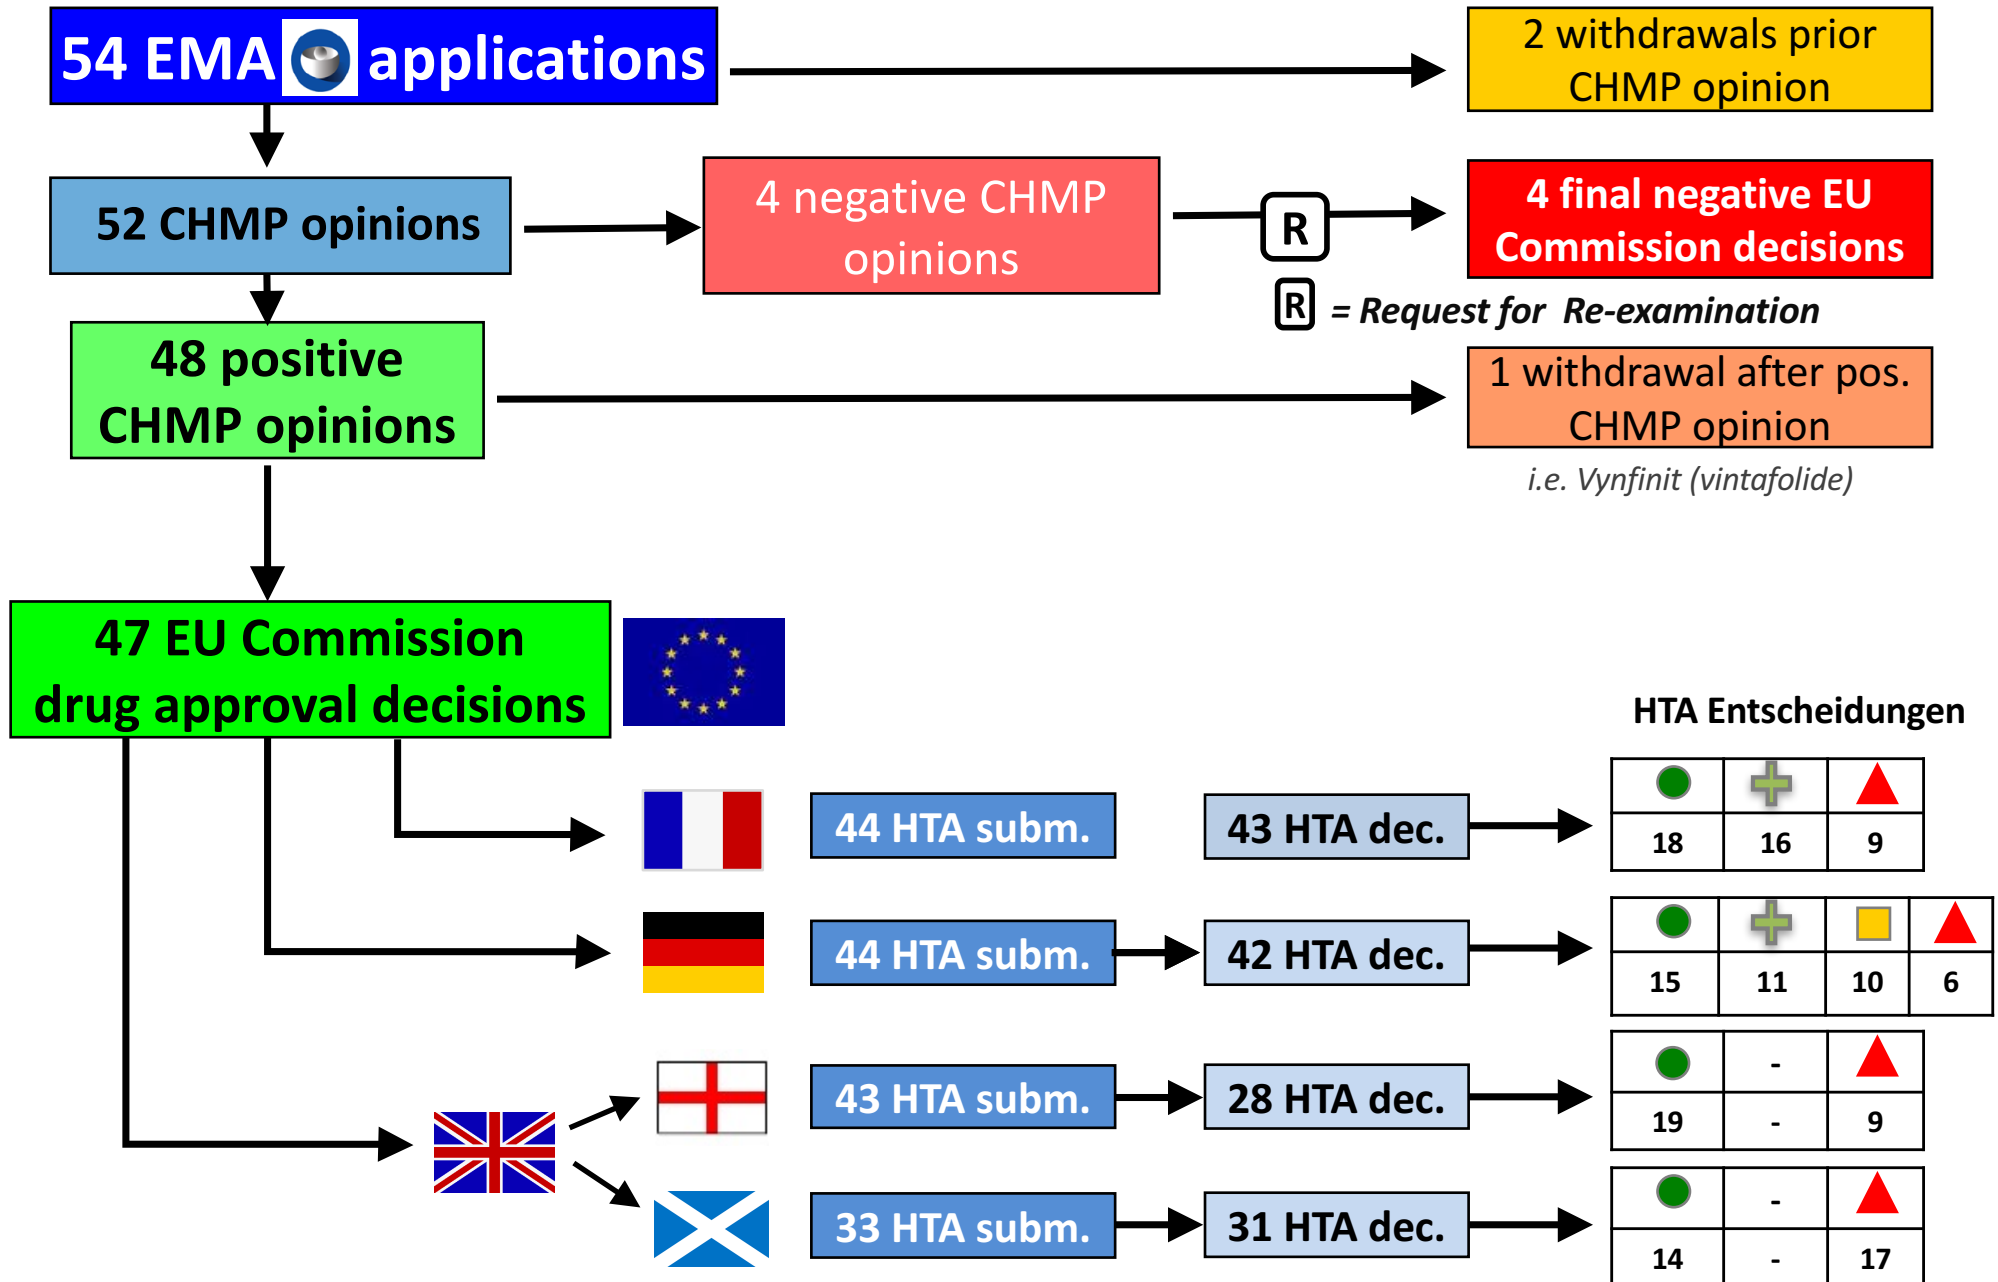 54 EMA applications
2 withdrawals prior
CHMP opinion
52 CHMP opinions
4 negative CHMP
opinions
R
4 final negative EU
Commission decisions
R = Request for Re-examination
48 positive
CHMP opinions
1 withdrawal after pos.
CHMP opinion
i.e. Vynfinit (vintafolide)
47 EU Commission
drug approval decisions
HTA Entscheidungen
44 HTA subm.
43 HTA dec.
18 16 9
44 HTA subm.
42 HTA dec.
15 11 10 6
43 HTA subm.
28 HTA dec.
-
19 - 9
33 HTA subm.
31 HTA dec.
-
14 - 17